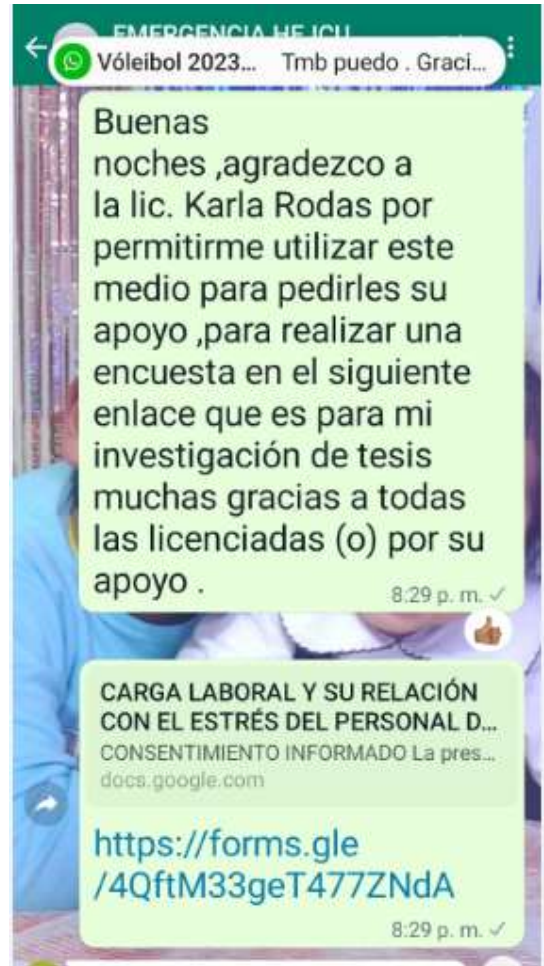 EMERGENCIA HEJCU
Vóleibol 2023... Tmb puedo . Graci...
Buenas
noches ,agradezco a
la lic. Karla Rodas por
permitirme utilizar este
medio para pedirles su
apoyo ,para realizar una
encuesta en el siguiente
enlace que es para mi
investigación de tesis
muchas gracias a todas
las licenciadas (o) por su
apoyo .
8:29 p. m.
CARGA LABORAL Y SU RELACIÓN
CON EL ESTRÉS DEL PERSONAL D...
CONSENTIMIENTO INFORMADO La pres...
docs.google.com
https://forms.gle
/4QftM33geT477ZNdA
8:29 p. m.